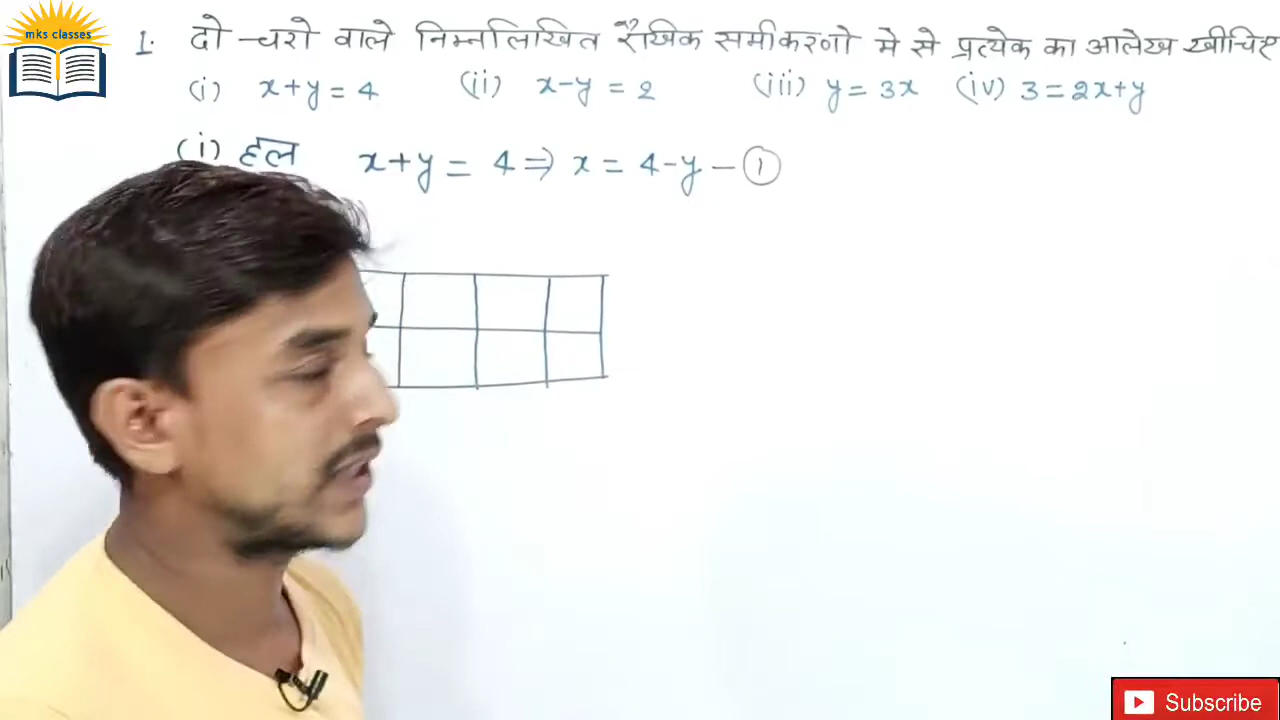 mks classes
1. दो चरो वाले निम्नलिखित रैखिक समीकरणो मे से प्रत्येक का आलेख खीचिए
(i) x+y = 4 (ii) x-y = 2 (iii) y = 3x (iv) 3 = 2x+y
(i) हल x+y = 4 ⇒ x = 4-y - ①
Subscribe